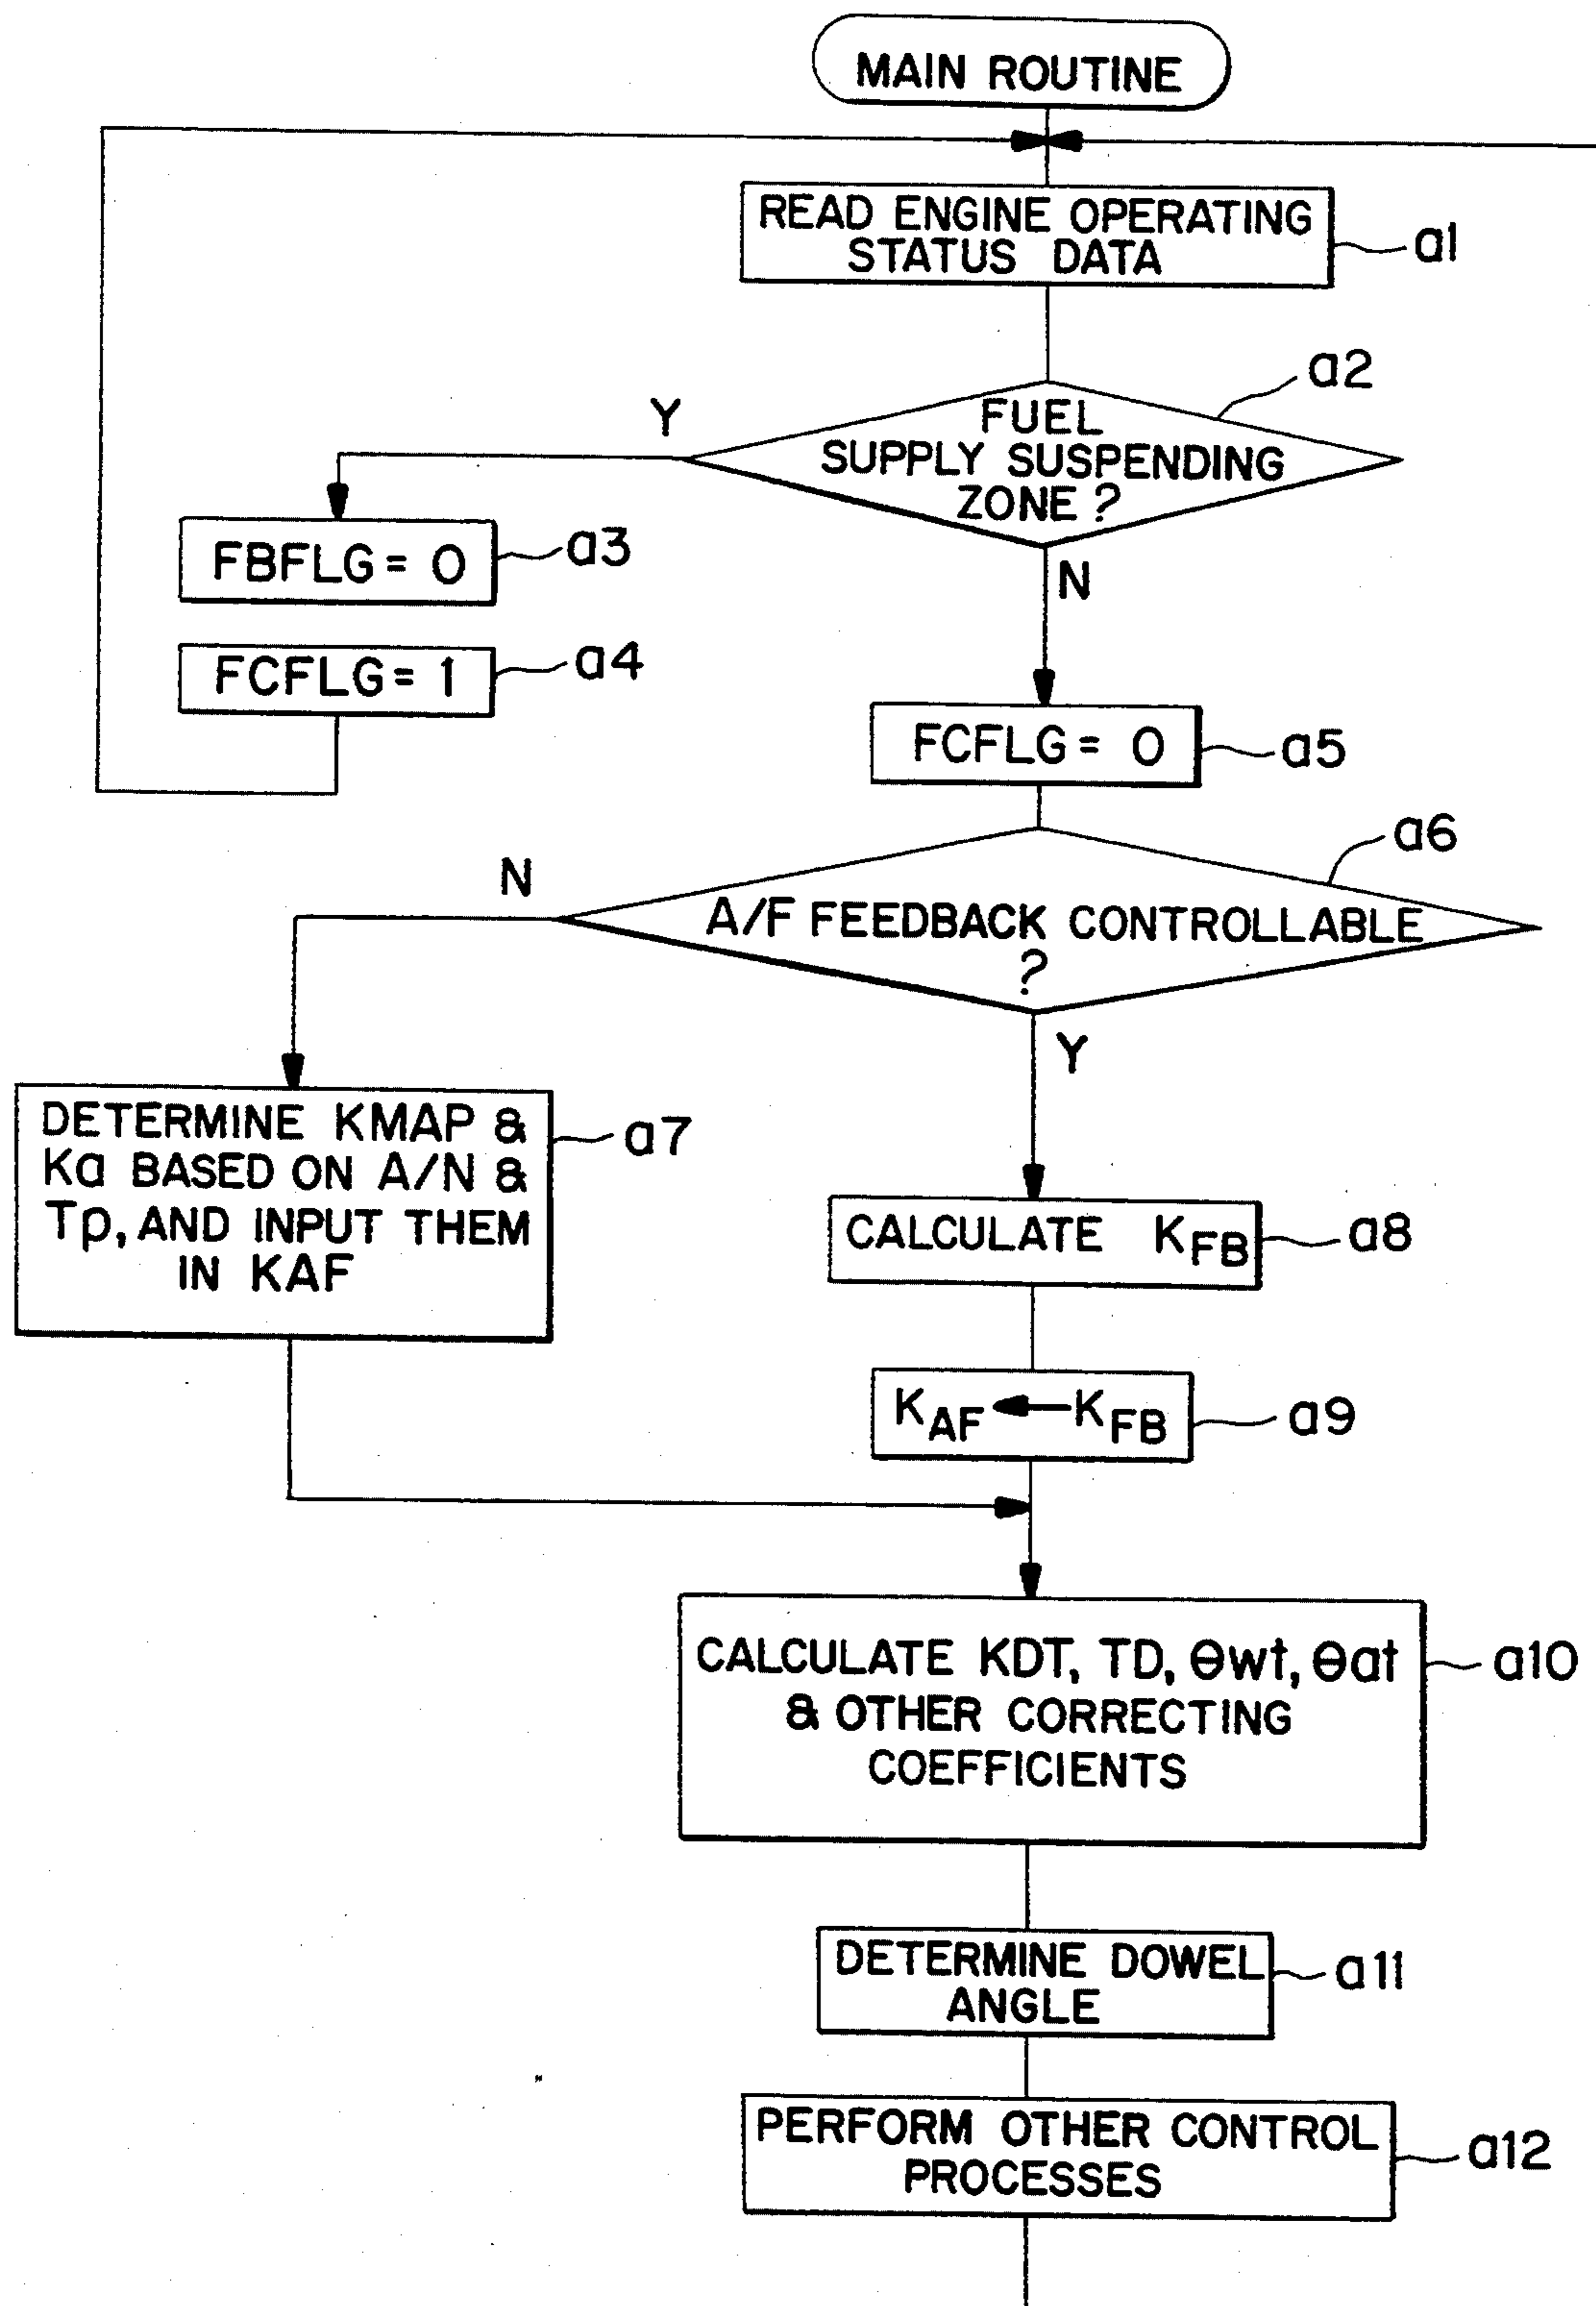 MAIN ROUTINE
READ ENGINE OPERATING
STATUS DATA
a1
a2
FUEL
SUPPLY SUSPENDING
ZONE?
Y
N
FBFLG = 0
a3
FCFLG = 1
a4
FCFLG = 0
a5
a6
A/F FEEDBACK CONTROLLABLE
?
N
Y
DETERMINE KMAP &
Ka BASED ON A/N &
Tp, AND INPUT THEM
IN KAF
a7
CALCULATE KFB
a8
KAF ← KFB
a9
CALCULATE KDT, TD, θwt, θat
& OTHER CORRECTING
COEFFICIENTS
a10
DETERMINE DOWEL
ANGLE
a11
PERFORM OTHER CONTROL
PROCESSES
a12